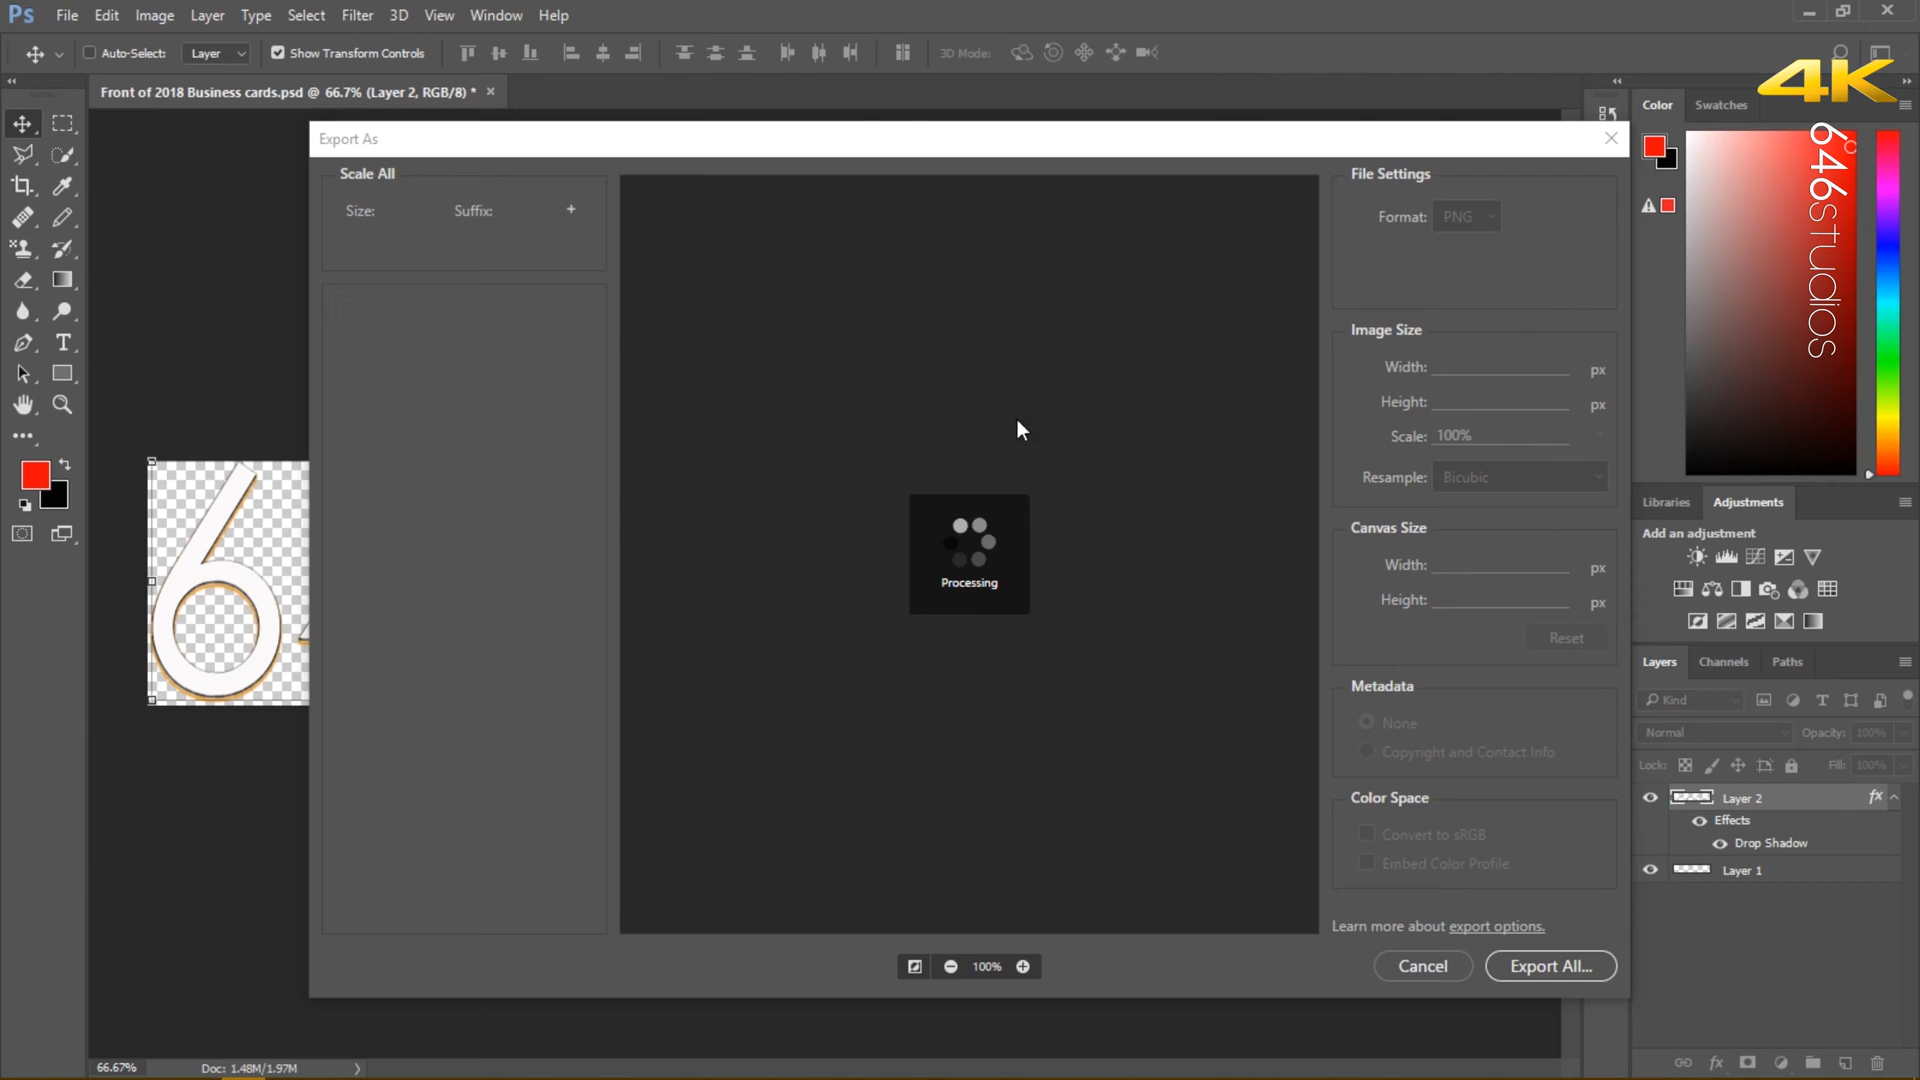 Ps File Edit Image Layer Type Select Filter 3D View Window Help
Auto-Select: Layer Show Transform Controls 3D Mode:
Front of 2018 Business cards.psd @ 66.7% (Layer 2, RGB/8) *
4K
646studios
Color Swatches
Export As
Scale All
Size: Suffix: +
Processing
100%
File Settings
Format: PNG
Image Size
Width: px
Height: px
Scale: 100%
Resample: Bicubic
Canvas Size
Width: px
Height: px
Reset
Metadata
None
Copyright and Contact Info
Color Space
Convert to sRGB
Embed Color Profile
Learn more about export options.
Cancel Export All...
6
Libraries Adjustments
Add an adjustment
Layers Channels Paths
Kind
Normal Opacity: 100%
Lock: Fill: 100%
Layer 2 fx
Effects
Drop Shadow
Layer 1
fx
66.67% Doc: 1.48M/1.97M